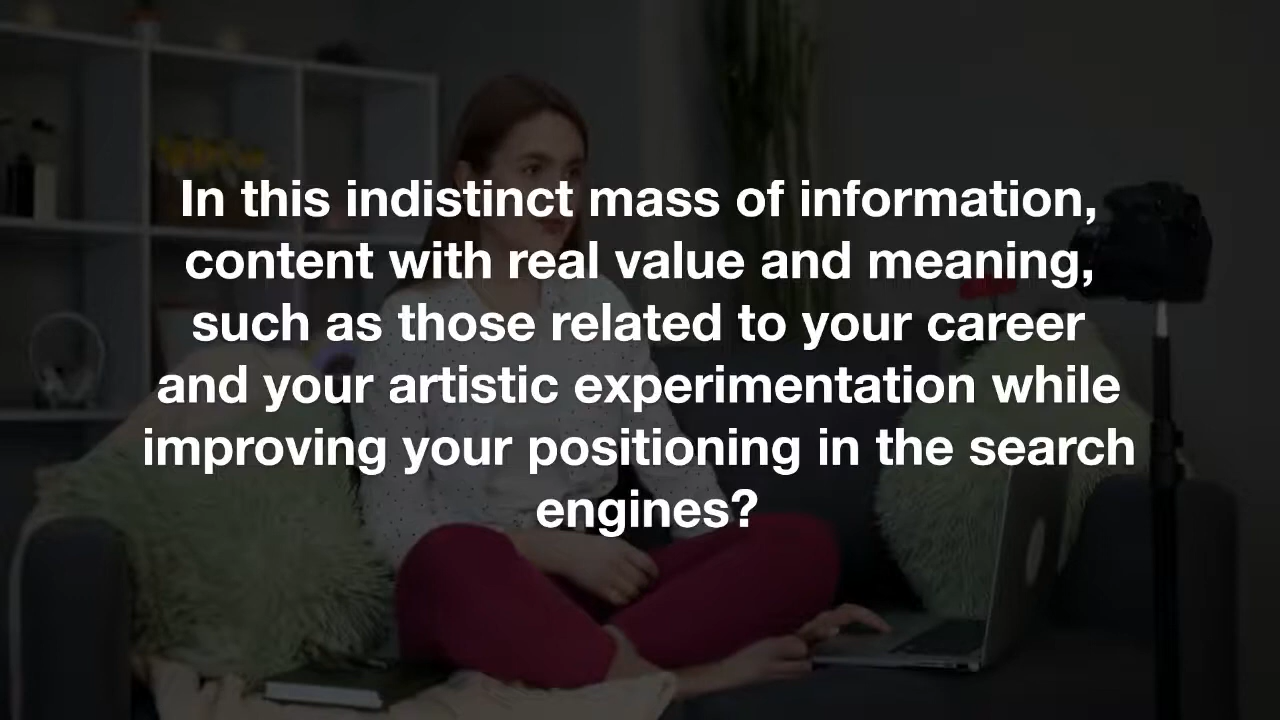 In this indistinct mass of information,
content with real value and meaning,
such as those related to your career
and your artistic experimentation while
improving your positioning in the search
engines?